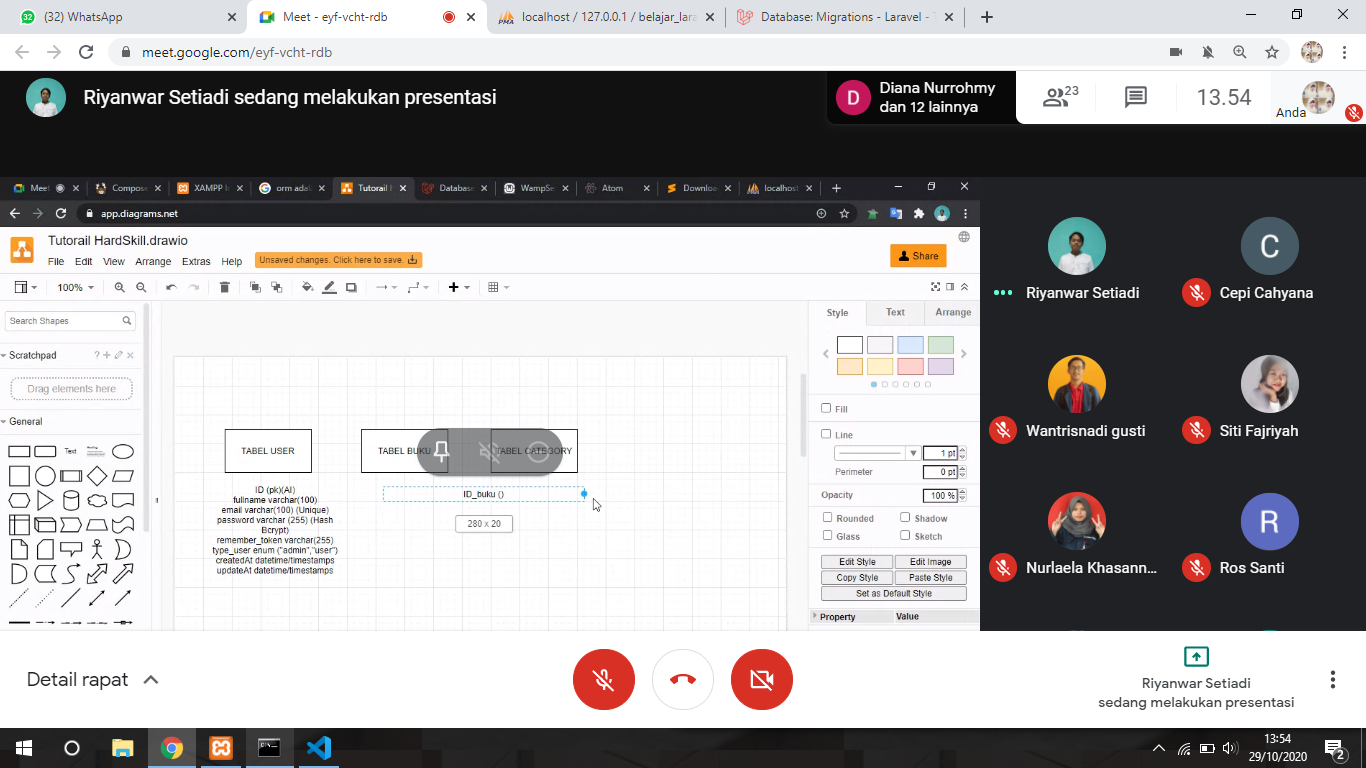 (32) WhatsApp
Meet - eyf-vcht-rdb
localhost / 127.0.0.1 / belajar_lara
Database: Migrations - Laravel -
meet.google.com/eyf-vcht-rdb
Riyanwar Setiadi sedang melakukan presentasi
D
Diana Nurrohmy
dan 12 lainnya
23
13.54
Anda
Meet
Compose
XAMPP
orm adal
Tutorail
Database
WampSe
Atom
Downloa
localhost
app.diagrams.net
Tutorail HardSkill.drawio
File Edit View Arrange Extras Help
Unsaved changes. Click here to save.
Share
100%
Search Shapes
Scratchpad
Drag elements here
General
Text
Heading
TABEL USER
TABEL BUKU
TABEL CATEGORY
ID (pk)(AI)
fullname varchar(100)
email varchar(100) (Unique)
password varchar (255) (Hash
Bcrypt)
remember_token varchar(255)
type_user enum ("admin","user")
createdAt datetime/timestamps
updateAt datetime/timestamps
ID_buku ()
280 x 20
Style Text Arrange
Fill
Line
1 pt
Perimeter 0 pt
Opacity 100 %
Rounded Shadow
Glass Sketch
Edit Style Edit Image
Copy Style Paste Style
Set as Default Style
Property Value
Riyanwar Setiadi
C
Cepi Cahyana
Wantrisnadi gusti
Siti Fajriyah
Nurlaela Khasann...
R
Ros Santi
Detail rapat
Riyanwar Setiadi
sedang melakukan presentasi
13:54
29/10/2020
2